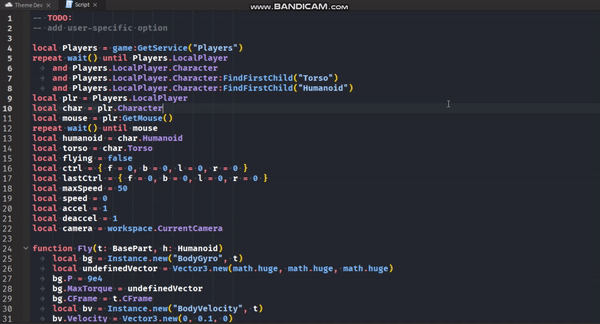 www.BANDICAM.com
Theme Dev
Script
1 -- TODO:
2 -- add user-specific option
3
4 local Players = game:GetService("Players")
5 repeat wait() until Players.LocalPlayer
6 and Players.LocalPlayer.Character
7 and Players.LocalPlayer.Character:FindFirstChild("Torso")
8 and Players.LocalPlayer.Character:FindFirstChild("Humanoid")
9 local plr = Players.LocalPlayer
10 local char = plr.Character
11 local mouse = plr:GetMouse()
12 repeat wait() until mouse
13 local humanoid = char.Humanoid
14 local torso = char.Torso
15 local flying = false
16 local ctrl = { f = 0, b = 0, l = 0, r = 0 }
17 local lastCtrl = { f = 0, b = 0, l = 0, r = 0 }
18 local maxSpeed = 50
19 local speed = 0
20 local accel = 1
21 local deaccel = 1
22 local camera = workspace.CurrentCamera
23
24 function Fly(t: BasePart, h: Humanoid)
25 local bg = Instance.new("BodyGyro", t)
26 local undefinedVector = Vector3.new(math.huge, math.huge, math.huge)
27 bg.P = 9e4
28 bg.MaxTorque = undefinedVector
29 bg.CFrame = t.CFrame
30 local bv = Instance.new("BodyVelocity", t)
31 bv.Velocity = Vector3.new(0, 0.1, 0)